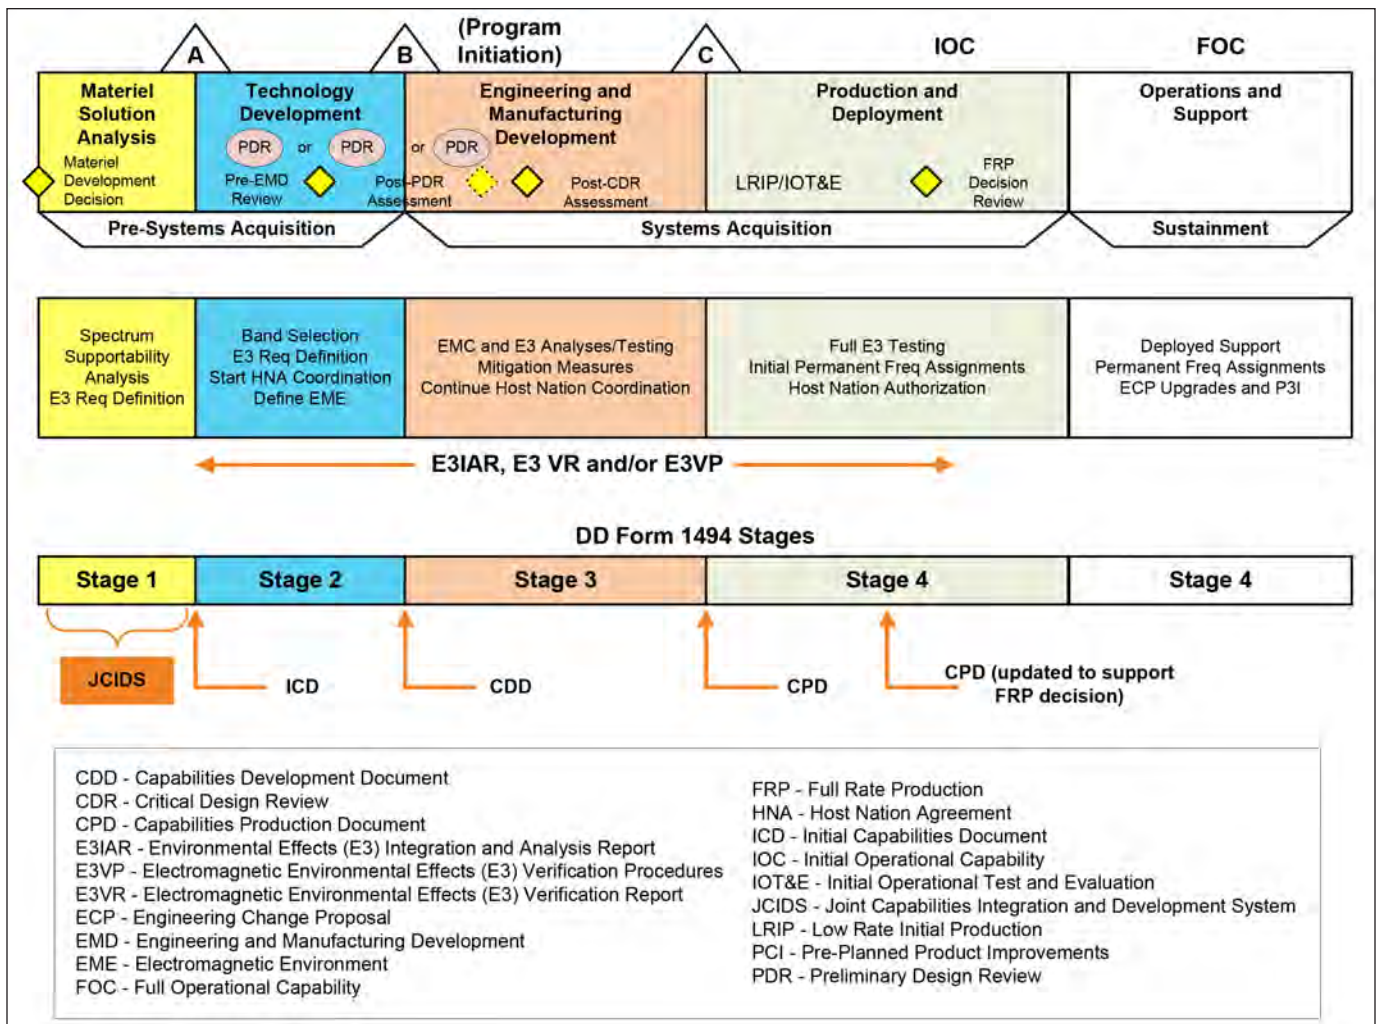 A
B
(Program
Initiation)
C
IOC
FOC
Materiel
Solution
Analysis
Materiel
Development
Decision
Technology
Development
PDR or PDR or PDR
Pre-EMD
Review
Post-PDR
Assessment
Engineering and
Manufacturing
Development
Post-CDR
Assessment
Production and
Deployment
LRIP/IOT&E
FRP
Decision
Review
Operations and
Support
Pre-Systems Acquisition
Systems Acquisition
Sustainment
Spectrum
Supportability
Analysis
E3 Req Definition
Band Selection
E3 Req Definition
Start HNA Coordination
Define EME
EMC and E3 Analyses/Testing
Mitigation Measures
Continue Host Nation Coordination
Full E3 Testing
Initial Permanent Freq Assignments
Host Nation Authorization
Deployed Support
Permanent Freq Assignments
ECP Upgrades and P3I
E3IAR, E3 VR and/or E3VP
DD Form 1494 Stages
Stage 1
Stage 2
Stage 3
Stage 4
Stage 4
JCIDS
ICD
CDD
CPD
CPD (updated to support
FRP decision)
CDD - Capabilities Development Document
CDR - Critical Design Review
CPD - Capabilities Production Document
E3IAR - Environmental Effects (E3) Integration and Analysis Report
E3VP - Electromagnetic Environmental Effects (E3) Verification Procedures
E3VR - Electromagnetic Environmental Effects (E3) Verification Report
ECP - Engineering Change Proposal
EMD - Engineering and Manufacturing Development
EME - Electromagnetic Environment
FOC - Full Operational Capability
FRP - Full Rate Production
HNA - Host Nation Agreement
ICD - Initial Capabilities Document
IOC - Initial Operational Capability
IOT&E - Initial Operational Test and Evaluation
JCIDS - Joint Capabilities Integration and Development System
LRIP - Low Rate Initial Production
PCI - Pre-Planned Product Improvements
PDR - Preliminary Design Review